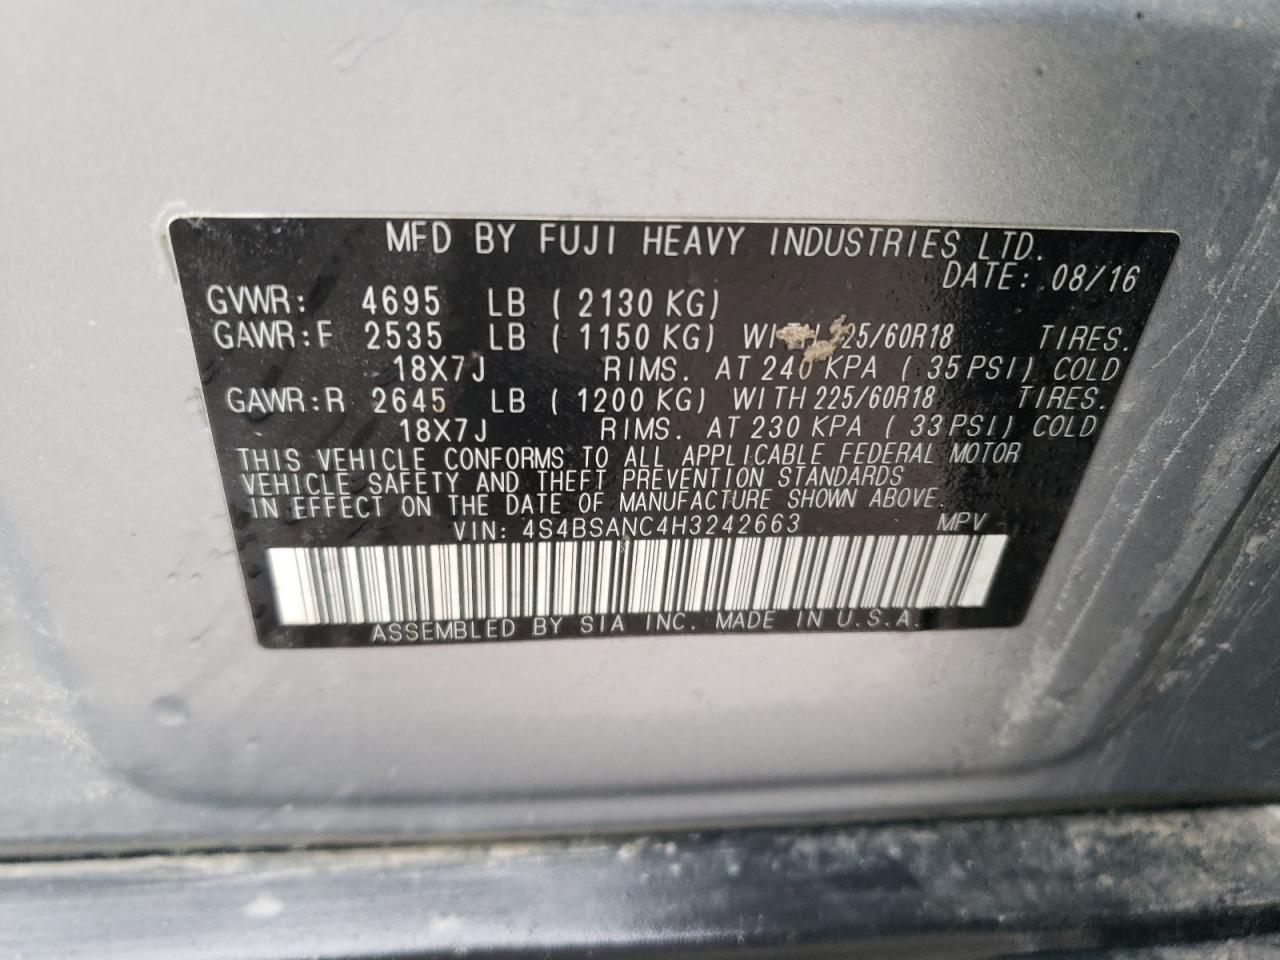 MFD BY FUJI HEAVY INDUSTRIES LTD.
DATE: 08/16
GVWR: 4695 LB ( 2130 KG)
GAWR:F 2535 LB ( 1150 KG) WITH 225/60R18 TIRES.
18X7J RIMS. AT 240 KPA ( 35 PSI) COLD
GAWR:R 2645 LB ( 1200 KG) WITH 225/60R18 TIRES.
18X7J RIMS. AT 230 KPA ( 33 PSI) COLD
THIS VEHICLE CONFORMS TO ALL APPLICABLE FEDERAL MOTOR
VEHICLE SAFETY AND THEFT PREVENTION STANDARDS
IN EFFECT ON THE DATE OF MANUFACTURE SHOWN ABOVE.
VIN: 4S4BSANC4H3242663 MPV
ASSEMBLED BY SIA INC. MADE IN U.S.A.